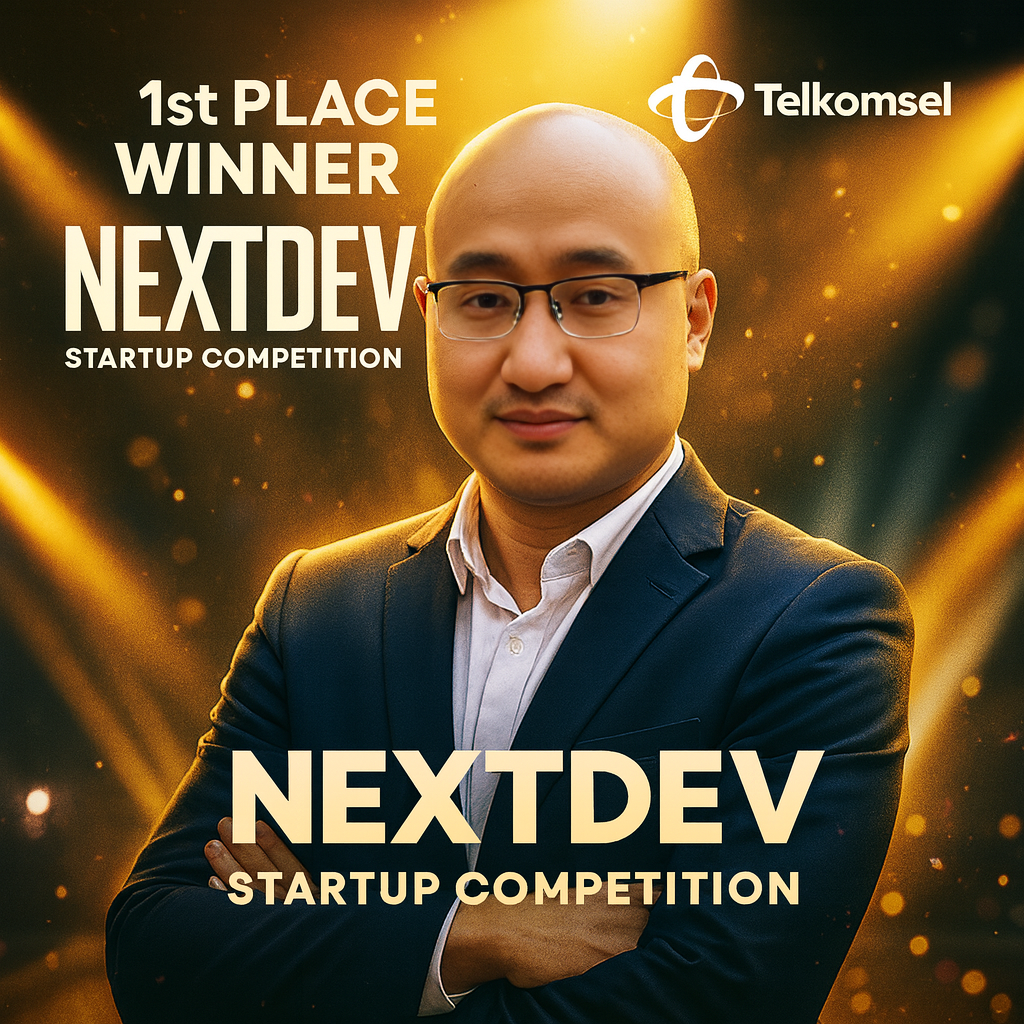 1st PLACE
WINNER
NEXTDEV
STARTUP COMPETITION
Telkomsel
NEXTDEV
STARTUP COMPETITION